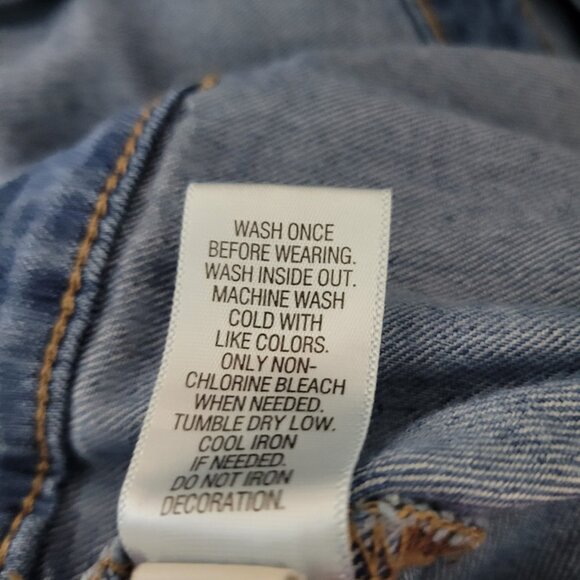 WASH ONCE
BEFORE WEARING.
WASH INSIDE OUT.
MACHINE WASH
COLD WITH
LIKE COLORS.
ONLY NON-
CHLORINE BLEACH
WHEN NEEDED.
TUMBLE DRY LOW.
COOL IRON
IF NEEDED.
DO NOT IRON
DECORATION.